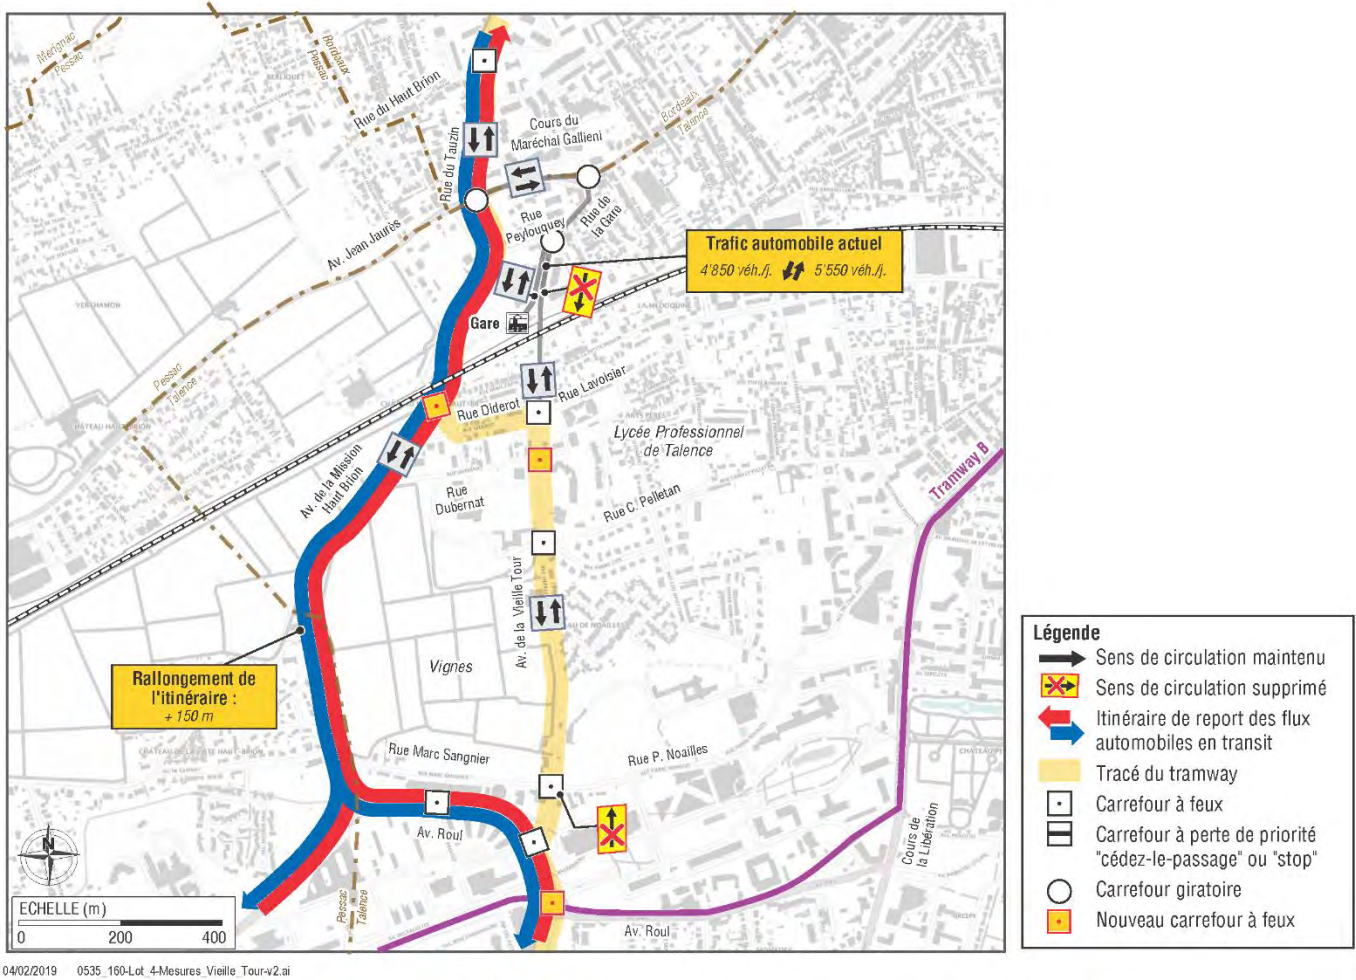 Mérignac
Pessac
Bordeaux
Pessac
Rue du Haut Brion
Cours du
Maréchal Gallieni
Bordeaux
Talence
Rue du Tauzin
Av. Jean Jaurès
Rue
Peylouquey
Rue de
la Gare
Trafic automobile actuel
4'850 véh./j. 5'550 véh./j.
Gare
Pessac
Talence
CHÂTEAU HAUT-BRION
Rue Diderot
Rue Lavoisier
Lycée Professionnel
de Talence
Av. de la Mission
Haut Brion
Rue
Dubernat
Rue C. Pelletan
Tramway B
Av. de la Vieille Tour
Vignes
Rallongement de
l'itinéraire :
+ 150 m
Rue Marc Sangnier
Rue P. Noailles
Av. Roul
Cours de
la Libération
Pessac
Talence
Av. Roul
N
ECHELLE (m)
0 200 400
Légende
Sens de circulation maintenu
Sens de circulation supprimé
Itinéraire de report des flux
automobiles en transit
Tracé du tramway
Carrefour à feux
Carrefour à perte de priorité
"cédez-le-passage" ou "stop"
Carrefour giratoire
Nouveau carrefour à feux
04/02/2019 0535_160-Lot_4-Mesures_Vieille_Tour-v2.ai